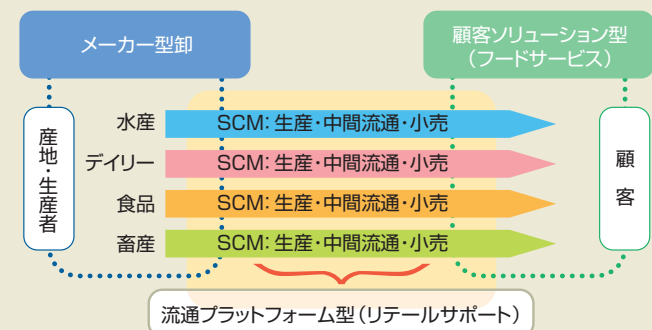 メーカー型卸
顧客ソリューション型
（フードサービス）
産地・生産者
水産
SCM：生産・中間流通・小売
デイリー
SCM：生産・中間流通・小売
食品
SCM：生産・中間流通・小売
畜産
SCM：生産・中間流通・小売
顧客
流通プラットフォーム型（リテールサポート）